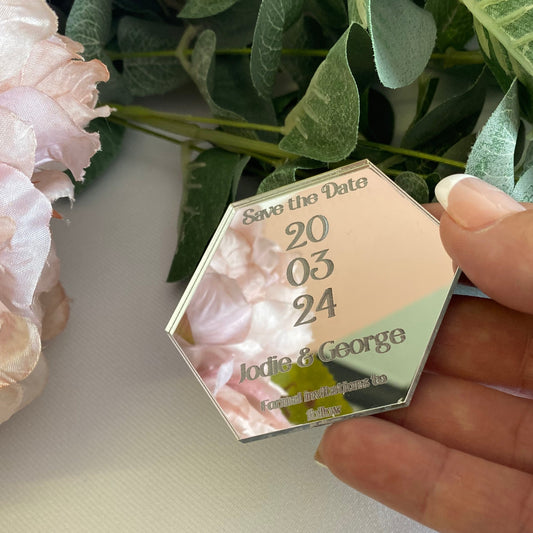 Save the Date
20
03
24
Jodie & George
Formal invitations to
follow